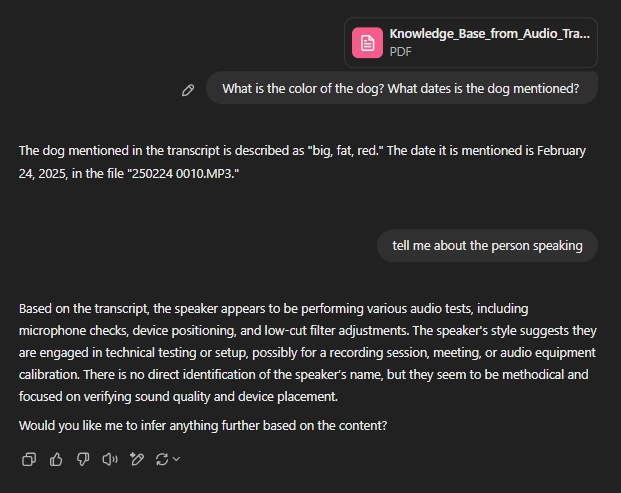 Knowledge_Base_from_Audio_Tra...
PDF
What is the color of the dog? What dates is the dog mentioned?
The dog mentioned in the transcript is described as "big, fat, red." The date it is mentioned is February
24, 2025, in the file "250224 0010.MP3."
tell me about the person speaking
Based on the transcript, the speaker appears to be performing various audio tests, including
microphone checks, device positioning, and low-cut filter adjustments. The speaker's style suggests they
are engaged in technical testing or setup, possibly for a recording session, meeting, or audio equipment
calibration. There is no direct identification of the speaker's name, but they seem to be methodical and
focused on verifying sound quality and device placement.
Would you like me to infer anything further based on the content?